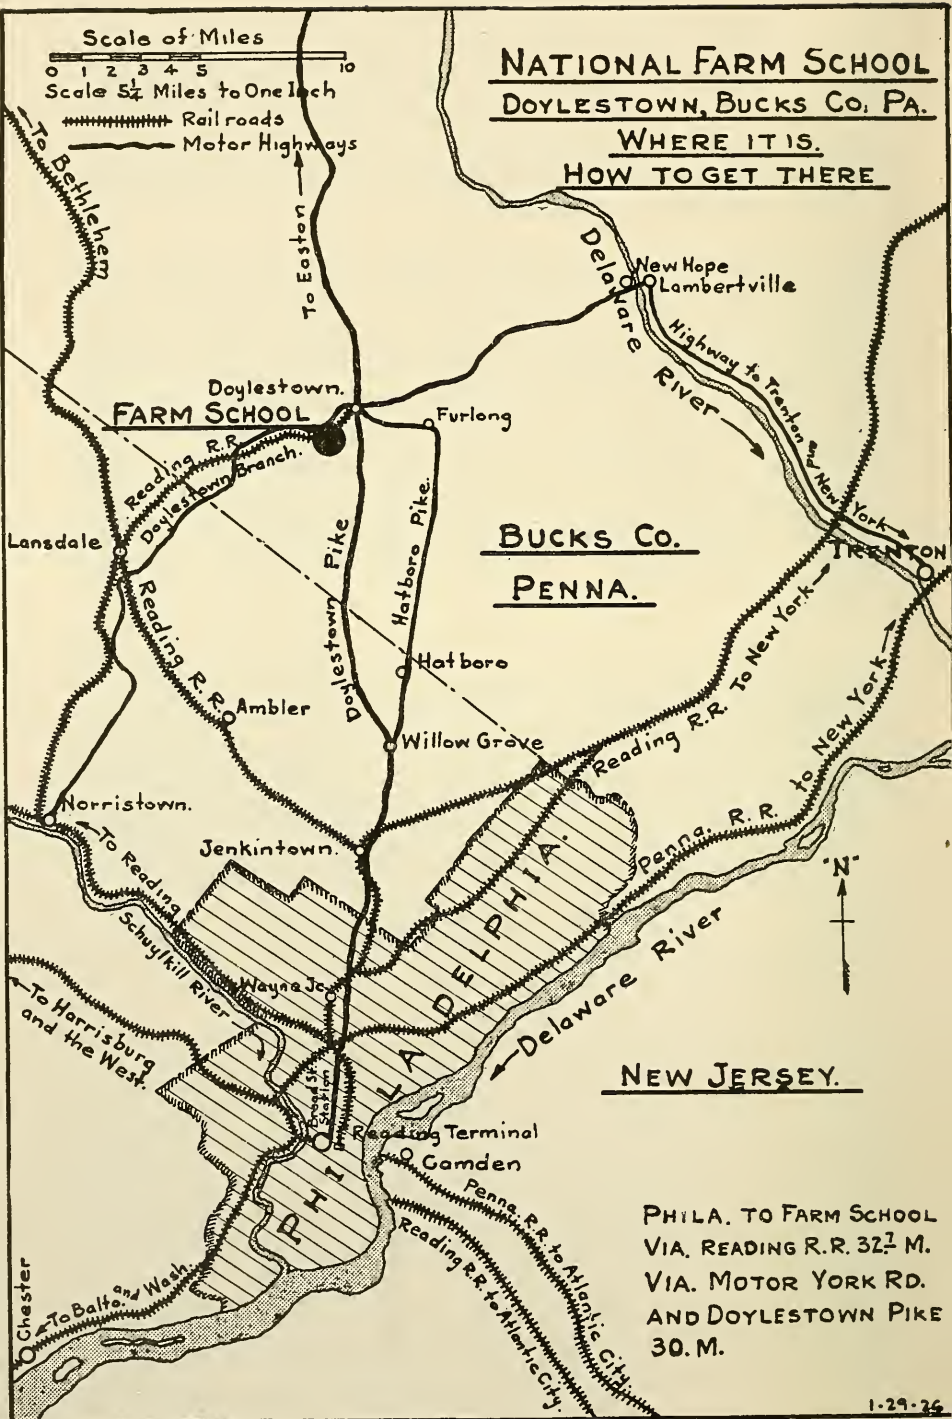 Scale of Miles
0 1 2 3 4 5 10
Scale 5¼ Miles to One Inch
Railroads
Motor Highways
NATIONAL FARM SCHOOL
DOYLESTOWN, BUCKS CO. PA.
WHERE IT IS.
HOW TO GET THERE
To Bethlehem
To Easton
Delaware River
New Hope
Lambertville
Highway to Trenton and New York
Doylestown.
FARM SCHOOL
Furlong
Reading R.R.
Doylestown Branch.
Lansdale
BUCKS CO.
PENNA.
TRENTON
Doylestown Pike
Hatboro Pike.
Reading R.R.
Hatboro
Ambler
Willow Grove
Reading R.R. To New York
Norristown.
To Reading
Jenkintown.
Penna. R.R. to New York
"N"
Schuylkill River
Wayne Jc.
PHILADELPHIA.
Delaware River
To Harrisburg
and the West.
NEW JERSEY.
Broad St.
Station
Reading Terminal
Camden
Penna. R.R. to Atlantic City.
Reading R.R. to Atlantic City.
Chester
To Balto. and Wash.
PHILA. TO FARM SCHOOL
VIA. READING R.R. 32⁷ M.
VIA. MOTOR YORK RD.
AND DOYLESTOWN PIKE
30. M.
1-29-26